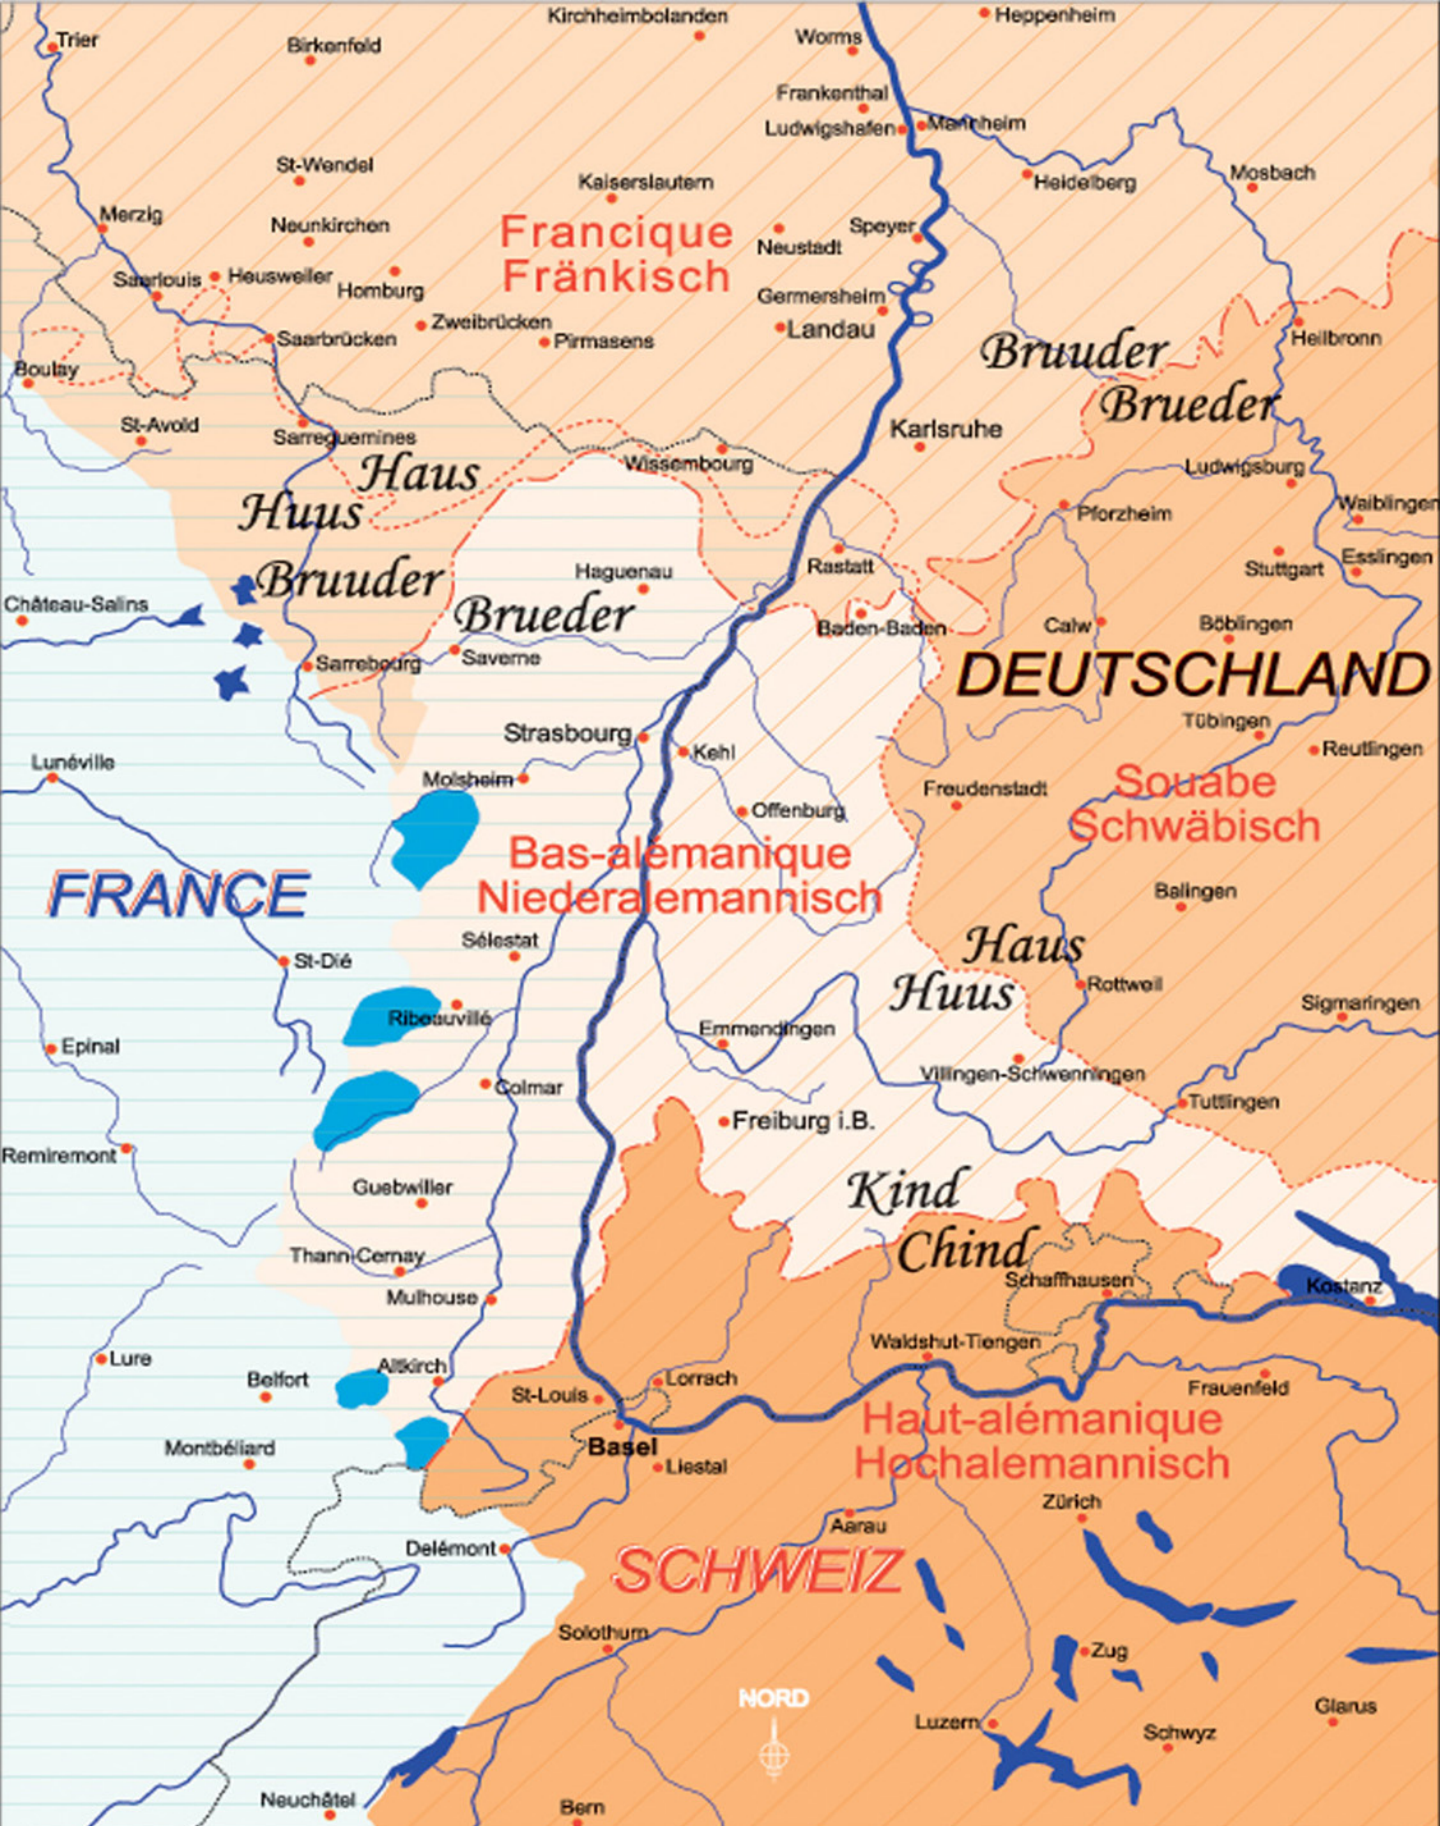 Kirchheimbolanden
Heppenheim
Trier
Birkenfeld
Worms
Frankenthal
Ludwigshafen
Mannheim
St-Wendel
Kaiserslautern
Heidelberg
Mosbach
Merzig
Neunkirchen
Francique
Fränkisch
Neustadt
Speyer
Saarlouis
Heusweiler
Homburg
Germersheim
Zweibrücken
Landau
Saarbrücken
Pirmasens
Heilbronn
Bruuder
Brueder
Boulay
St-Avold
Sarreguemines
Karlsruhe
Wissembourg
Ludwigsburg
Haus
Huus
Pforzheim
Waiblingen
Esslingen
Stuttgart
Rastatt
Haguenau
Bruuder
Brueder
Château-Salins
Baden-Baden
Calw
Böblingen
Sarrebourg
Saverne
DEUTSCHLAND
Strasbourg
Kehl
Tübingen
Reutlingen
Lunéville
Molsheim
Freudenstadt
Souabe
Schwäbisch
Offenburg
Bas-alémanique
Niederalemannisch
FRANCE
Balingen
Sélestat
St-Dié
Haus
Huus
Rottweil
Sigmaringen
Ribeauvillé
Emmendingen
Epinal
Villingen-Schwenningen
Colmar
Tuttlingen
Freiburg i.B.
Remiremont
Guebwiller
Kind
Chind
Thann-Cernay
Schaffhausen
Kostanz
Mulhouse
Waldshut-Tiengen
Lure
Altkirch
Belfort
St-Louis
Lorrach
Frauenfeld
Haut-alémanique
Hochalemannisch
Basel
Montbéliard
Liestal
Zürich
Aarau
Delémont
SCHWEIZ
Solothurn
Zug
NORD
Luzern
Glarus
Schwyz
Neuchâtel
Bern